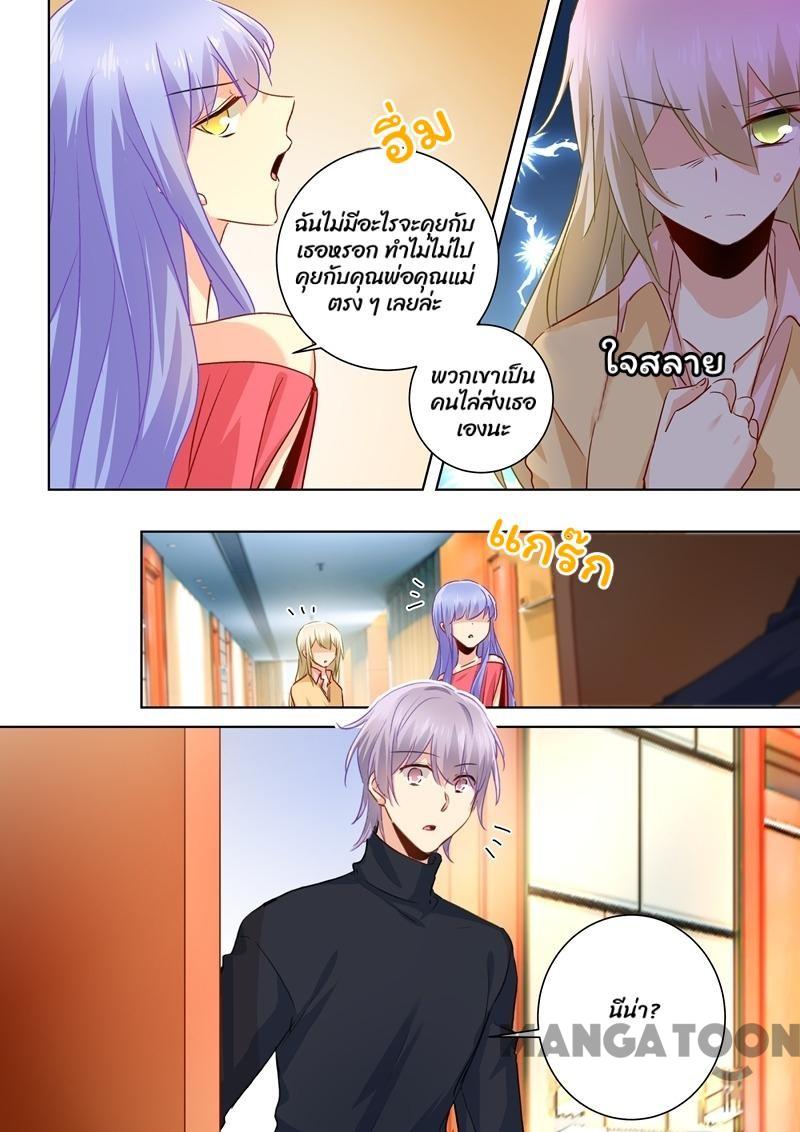 ฮึ่ม
ฉันไม่มีอะไรจะคุยกับ
เธอหรอก ทำไมไม่ไป
คุยกับคุณพ่อคุณแม่
ตรง ๆ เลยล่ะ
พวกเขาเป็น
คนไล่ส่งเธอ
เองนะ
ใจสลาย
แกร๊ก
นีน่า?
MANGATOON